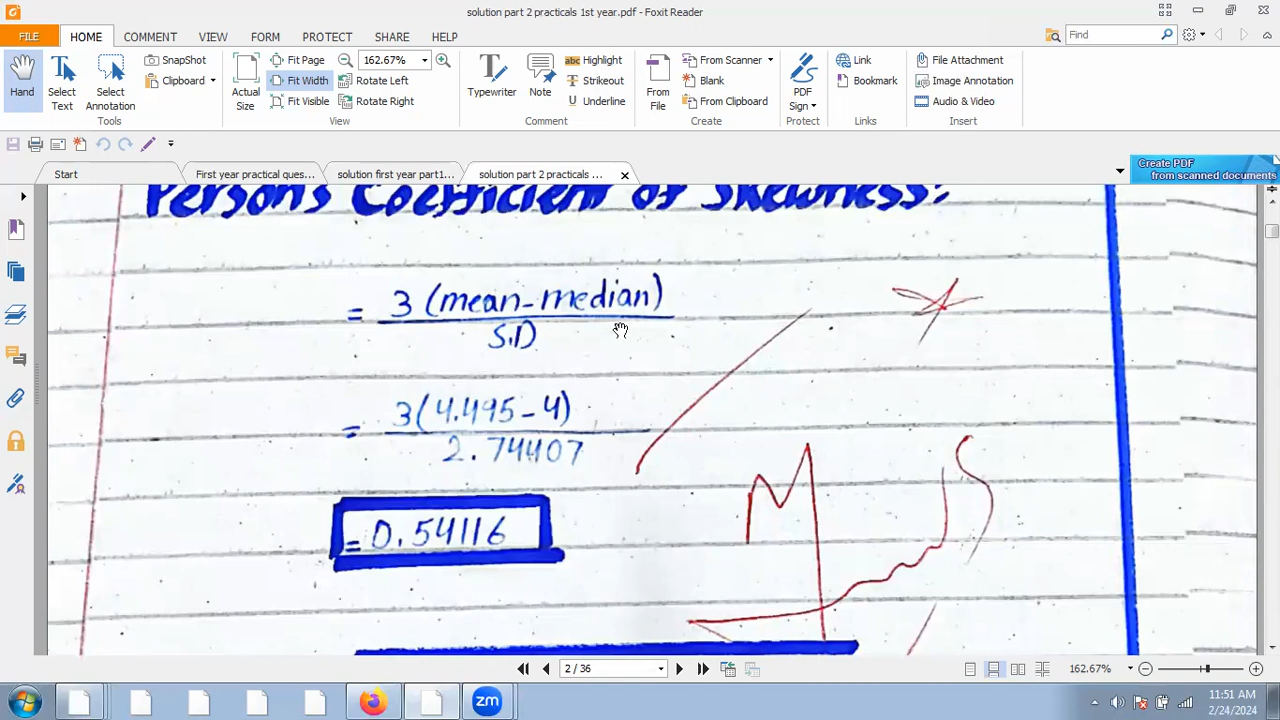 solution part 2 practicals 1st year.pdf - Foxit Reader
FILE HOME COMMENT VIEW FORM PROTECT SHARE HELP
Find
Hand
Select Text
Select Annotation
SnapShot
Clipboard
Tools
Actual Size
Fit Page
Fit Width
Fit Visible
162.67%
Rotate Left
Rotate Right
View
Typewriter
Note
Highlight
Strikeout
Underline
Comment
From File
From Scanner
Blank
From Clipboard
Create
PDF Sign
Protect
Link
Bookmark
Links
File Attachment
Image Annotation
Audio & Video
Insert
Start
First year practical ques...
solution first year part1...
solution part 2 practicals ...
Create PDF
from scanned documents
Persons Coefficient of Skewness:
= 3 (mean-median)
S.D
= 3(4.495-4)
2.74407
= 0.54116
2 / 36
162.67%
zm
11:51 AM
2/24/2024